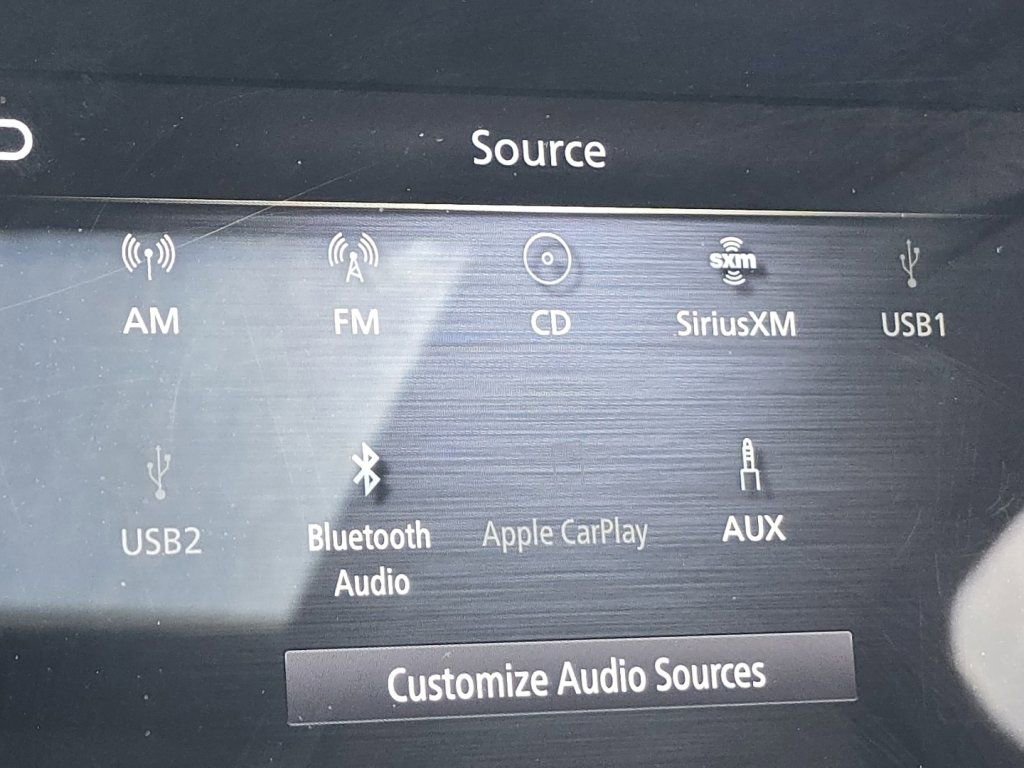 Source
sxm
AM FM CD SiriusXM USB1
USB2 Bluetooth Audio Apple CarPlay AUX
Customize Audio Sources